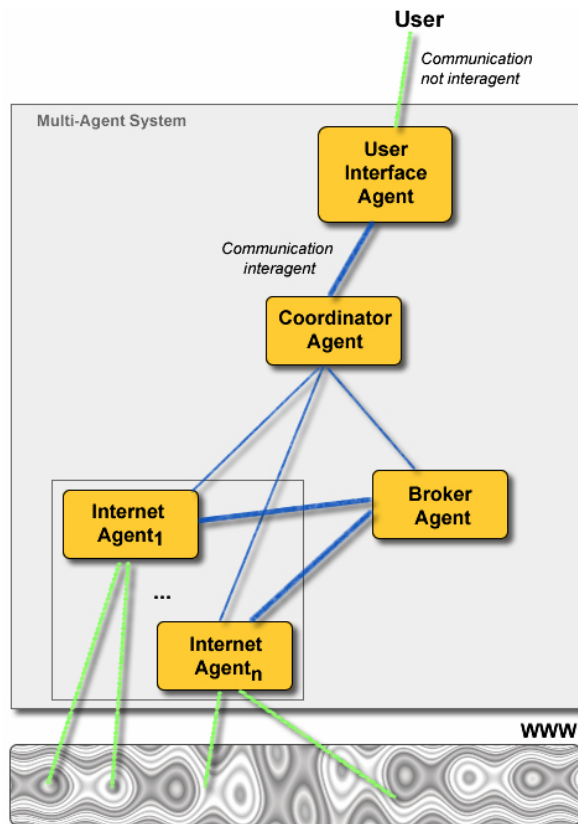 User
Communication
not interagent
Multi-Agent System
User
Interface
Agent
Communication
interagent
Coordinator
Agent
Internet
Agent1
Broker
Agent
...
Internet
Agentn
WWW